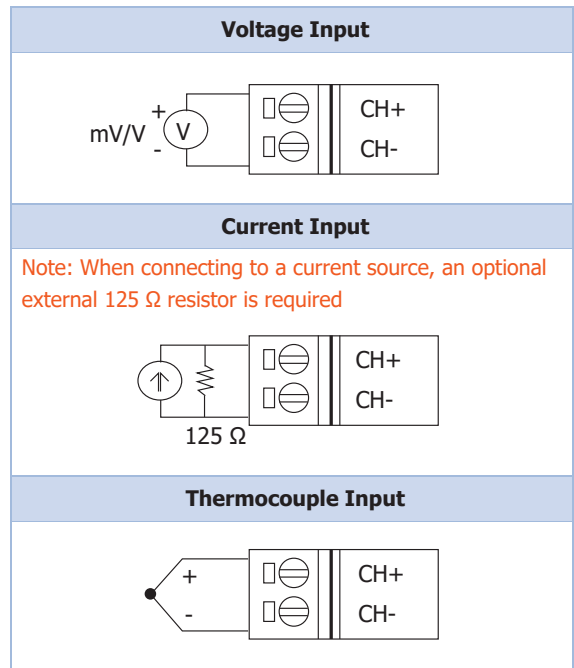 Voltage Input
+
mV/V
V
-
CH+
CH-
Current Input
Note: When connecting to a current source, an optional
external 125 Ω resistor is required
CH+
CH-
125 Ω
Thermocouple Input
+
-
CH+
CH-